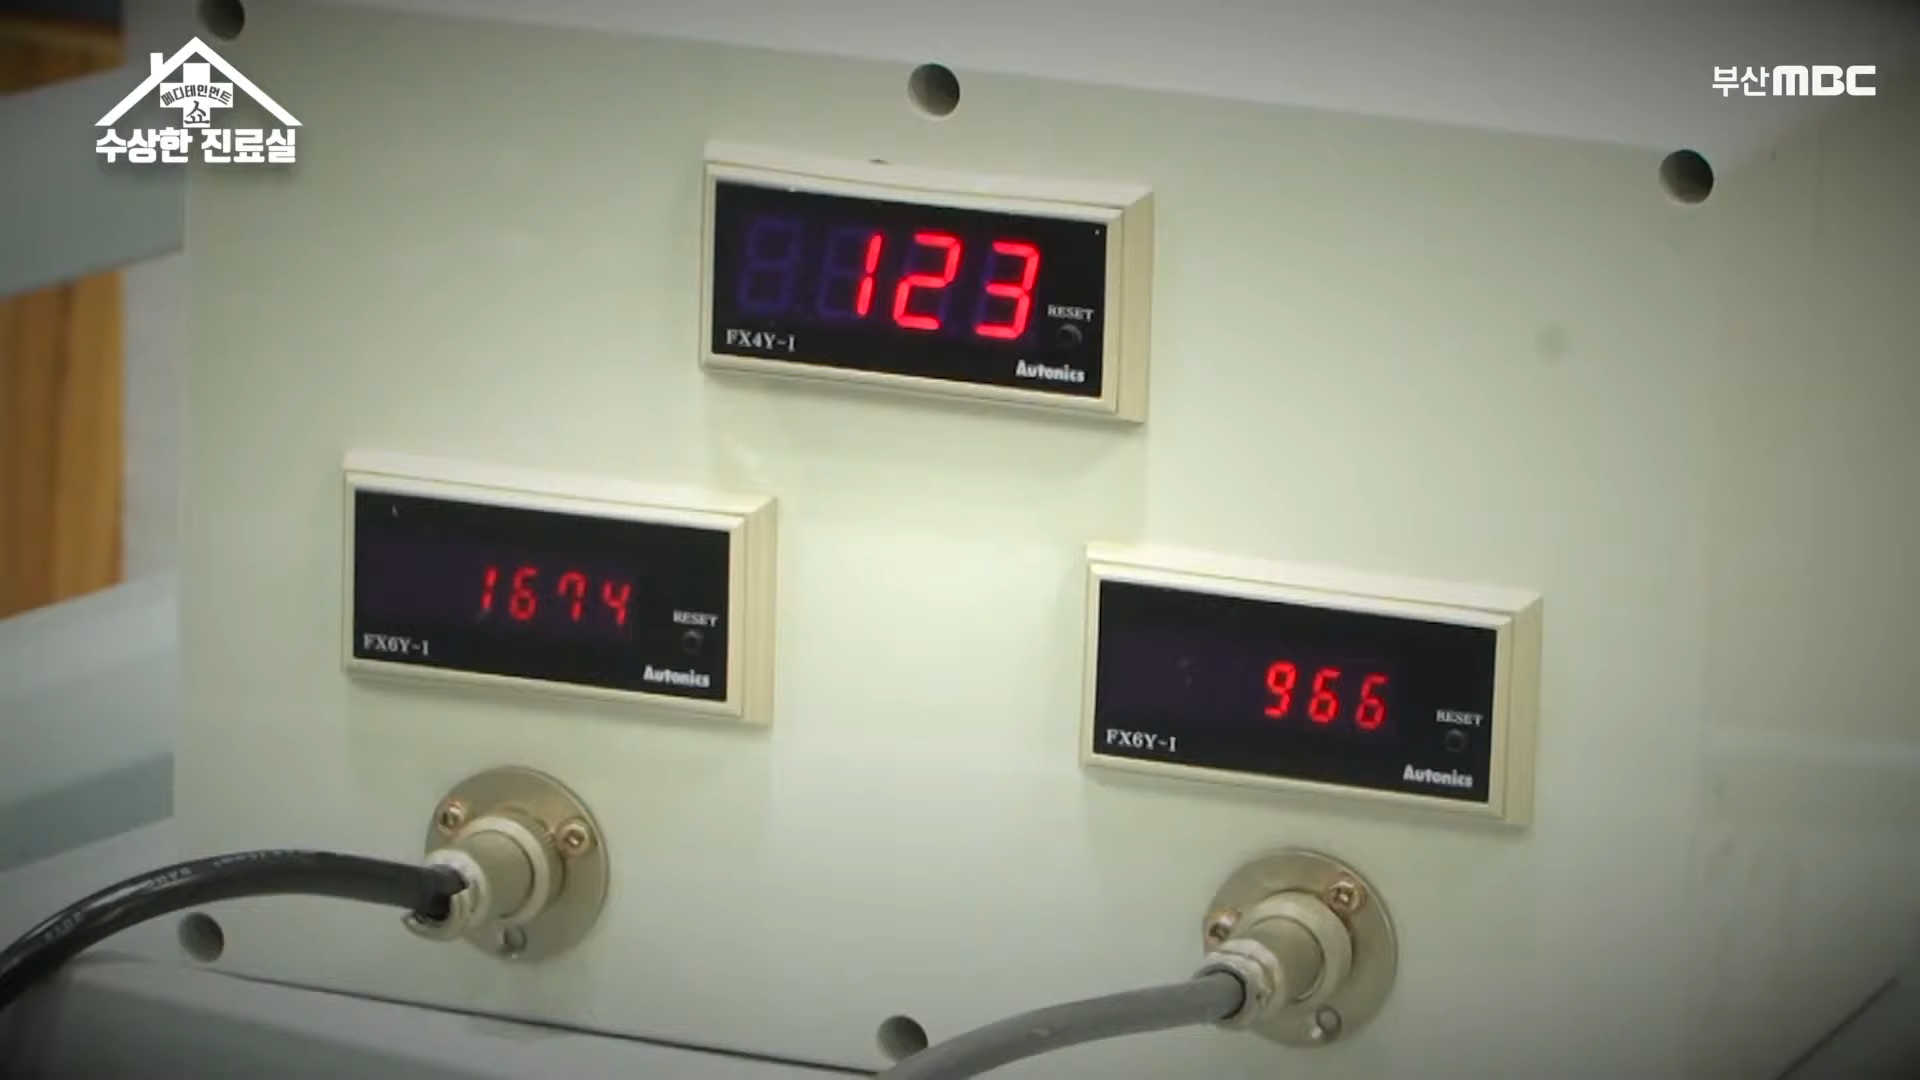 메디테인먼트
쇼
수상한 진료실
부산MBC
123
RESET
FX4Y-I
Autonics
1674
RESET
FX6Y-I
Autonics
966
RESET
FX6Y-I
Autonics